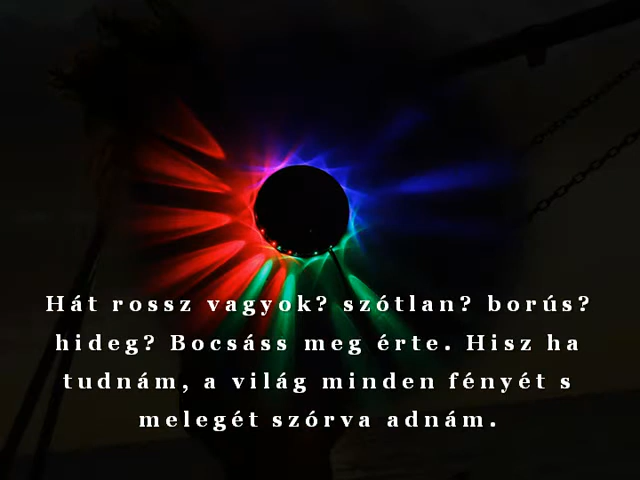 Hát rossz vagyok? szótlan? borús?
hideg? Bocsáss meg érte. Hisz ha
tudnám, a világ minden fényét s
melegét szórva adnám.